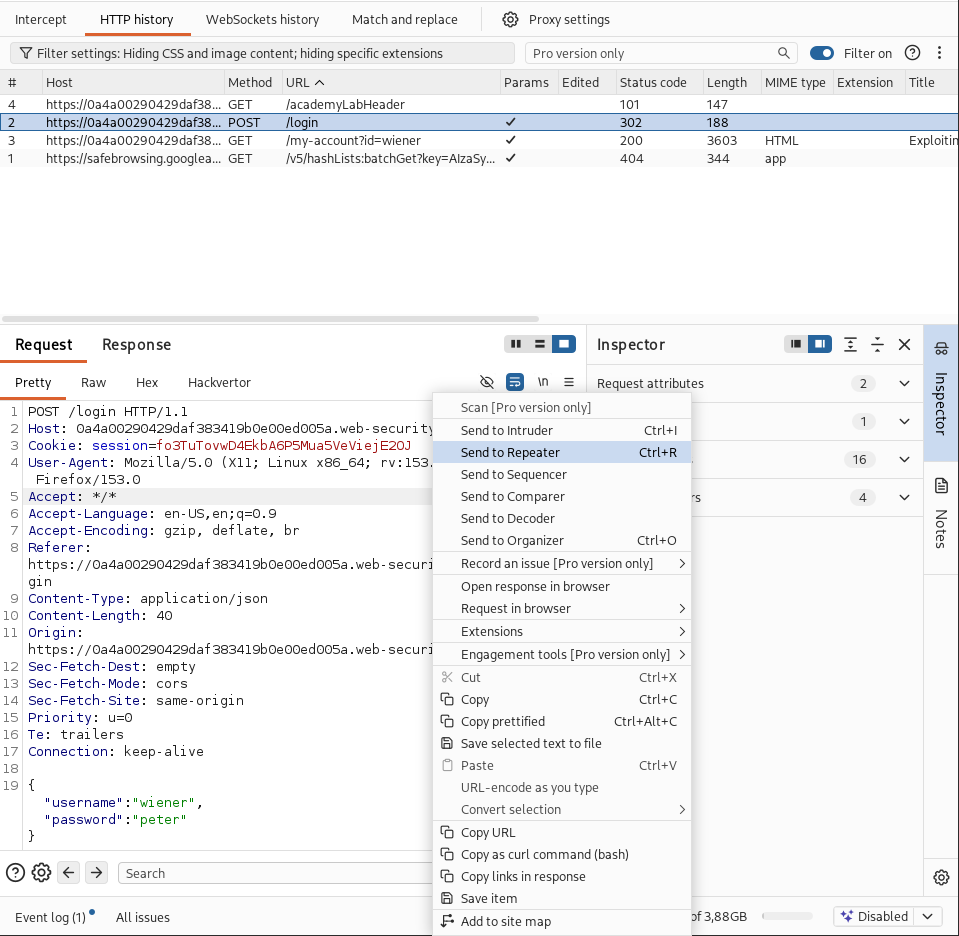 Intercept HTTP history WebSockets history Match and replace Proxy settings
Filter settings: Hiding CSS and image content; hiding specific extensions Pro version only Filter on
# Host Method URL Params Edited Status code Length MIME type Extension Title
4 https://0a4a00290429daf38... GET /academyLabHeader 101 147
2 https://0a4a00290429daf38... POST /login ✓ 302 188
3 https://0a4a00290429daf38... GET /my-account?id=wiener ✓ 200 3603 HTML Exploitin
1 https://safebrowsing.googlea... GET /v5/hashLists:batchGet?key=AIzaSy... ✓ 404 344 app
Request Response
Inspector
Pretty Raw Hex Hackvertor \n
Request attributes 2
1
16
rs 4
Inspector
Notes
1 POST /login HTTP/1.1
2 Host: 0a4a00290429daf383419b0e00ed005a.web-security
3 Cookie: session=fo3TuTovwD4EkbA6P5Mua5VeViejE2OJ
4 User-Agent: Mozilla/5.0 (X11; Linux x86_64; rv:153.
Firefox/153.0
5 Accept: */*
6 Accept-Language: en-US,en;q=0.9
7 Accept-Encoding: gzip, deflate, br
8 Referer:
https://0a4a00290429daf383419b0e00ed005a.web-securi
gin
9 Content-Type: application/json
10 Content-Length: 40
11 Origin:
https://0a4a00290429daf383419b0e00ed005a.web-securi
12 Sec-Fetch-Dest: empty
13 Sec-Fetch-Mode: cors
14 Sec-Fetch-Site: same-origin
15 Priority: u=0
16 Te: trailers
17 Connection: keep-alive
18
19 {
"username":"wiener",
"password":"peter"
}
Scan [Pro version only]
Send to Intruder Ctrl+I
Send to Repeater Ctrl+R
Send to Sequencer
Send to Comparer
Send to Decoder
Send to Organizer Ctrl+O
Record an issue [Pro version only]
Open response in browser
Request in browser
Extensions
Engagement tools [Pro version only]
Cut Ctrl+X
Copy Ctrl+C
Copy prettified Ctrl+Alt+C
Save selected text to file
Paste Ctrl+V
URL-encode as you type
Convert selection
Copy URL
Copy as curl command (bash)
Copy links in response
Save item
Add to site map
Search
Event log (1) All issues of 3,88GB Disabled